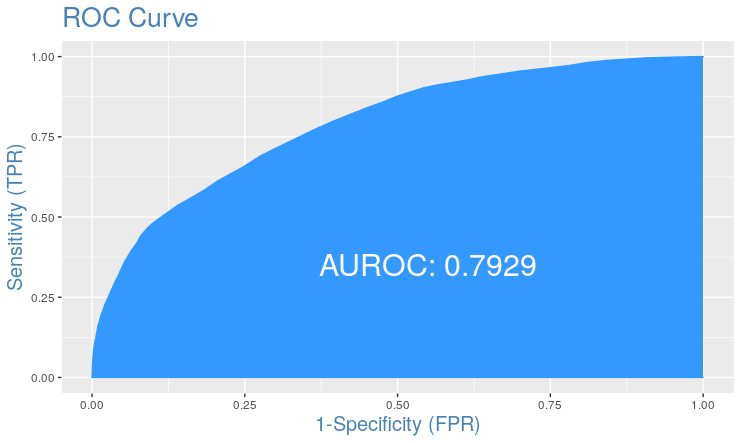 ROC Curve
1.00
0.75
0.50
0.25
0.00
Sensitivity (TPR)
AUROC: 0.7929
0.00 0.25 0.50 0.75 1.00
1-Specificity (FPR)